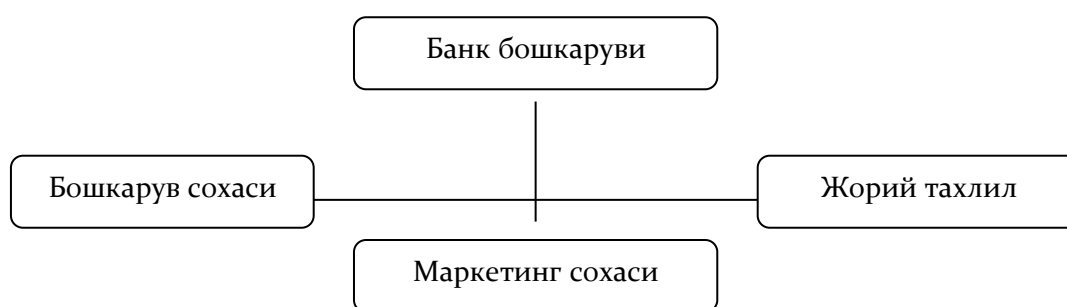 Банк бошкаруви
Бошкарув сохаси
Жорий тахлил
Маркетинг сохаси